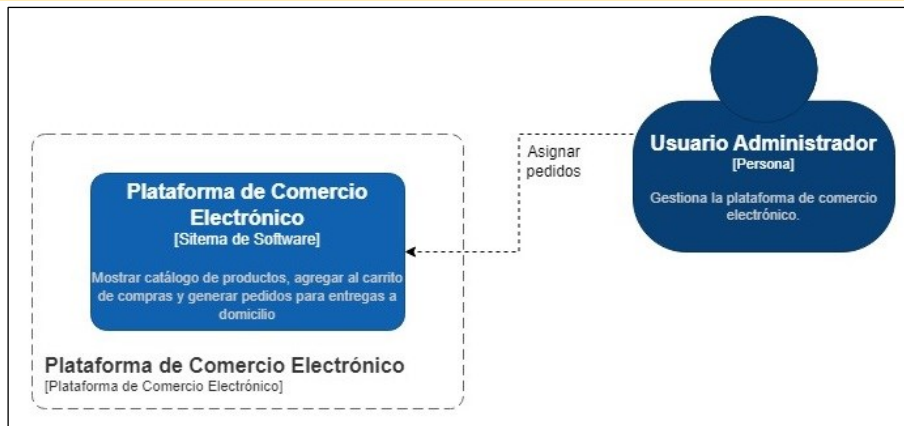 Plataforma de Comercio
Electrónico
[Sitema de Software]
Mostrar catálogo de productos, agregar al carrito
de compras y generar pedidos para entregas a
domicilio
Plataforma de Comercio Electrónico
[Plataforma de Comercio Electrónico]
Asignar
pedidos
Usuario Administrador
[Persona]
Gestiona la plataforma de comercio
electrónico.